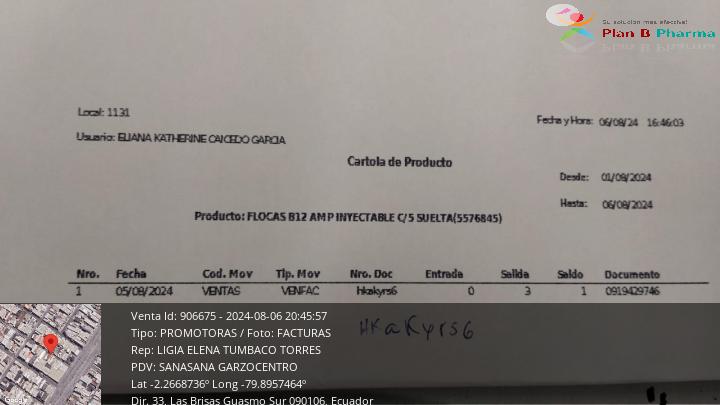 Su solucion mas efectiva!
Plan B Pharma
Local: 1131
Fecha y Hora: 06/08/24 16:46:03
Usuario: ELIANA KATHERINE CAICEDO GARCIA
Cartola de Producto
Desde: 01/08/2024
Hasta: 06/08/2024
Producto: FLOCAS B12 AMP INYECTABLE C/5 SUELTA(5576845)
Nro. Fecha Cod. Mov Tip. Mov Nro. Doc Entrada Salida Saldo Documento
1 05/08/2024 VENTAS VENFAC hkakyrs6 0 3 1 0919429746
HKaKyrs6
Venta Id: 906675 - 2024-08-06 20:45:57
Tipo: PROMOTORAS / Foto: FACTURAS
Rep: LIGIA ELENA TUMBACO TORRES
PDV: SANASANA GARZOCENTRO
Lat -2.2668736º Long -79.8957464º
Dir. 33, Las Brisas Guasmo Sur 090106, Ecuador
Google